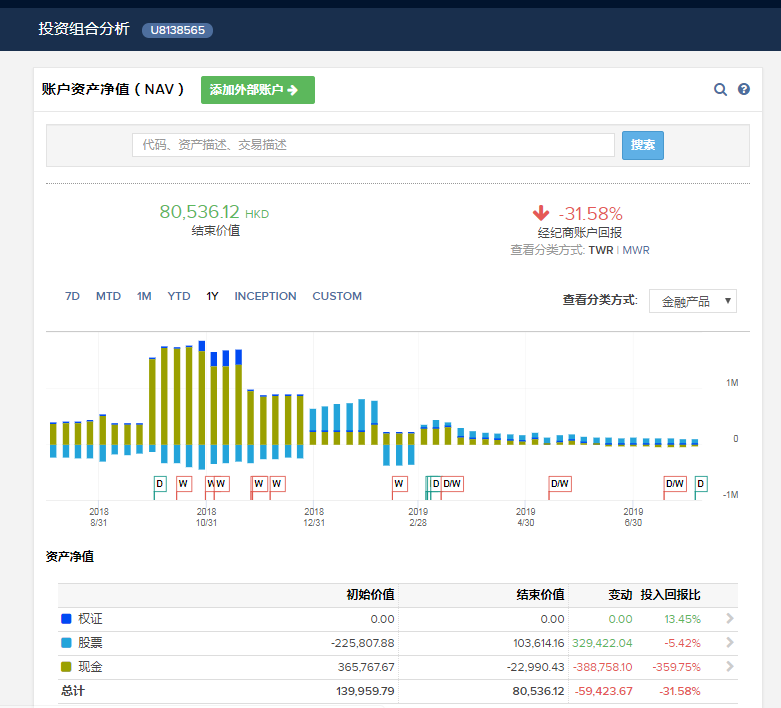 投资组合分析 U8138565
账户资产净值（NAV） 添加外部账户
代码、资产描述、交易描述 搜索
80,536.12 HKD
结束价值
-31.58%
经纪商账户回报
查看分类方式: TWR | MWR
7D MTD 1M YTD 1Y INCEPTION CUSTOM
查看分类方式: 金融产品
1M
0
-1M
D W W W W W W D D/W D/W D/W D
2018 2018 2018 2019 2019 2019
8/31 10/31 12/31 2/28 4/30 6/30
资产净值
初始价值 结束价值 变动 投入回报比
权证 0.00 0.00 0.00 13.45%
股票 -225,807.88 103,614.16 329,422.04 -5.42%
现金 365,767.67 -22,990.43 -388,758.10 -359.75%
总计 139,959.79 80,536.12 -59,423.67 -31.58%